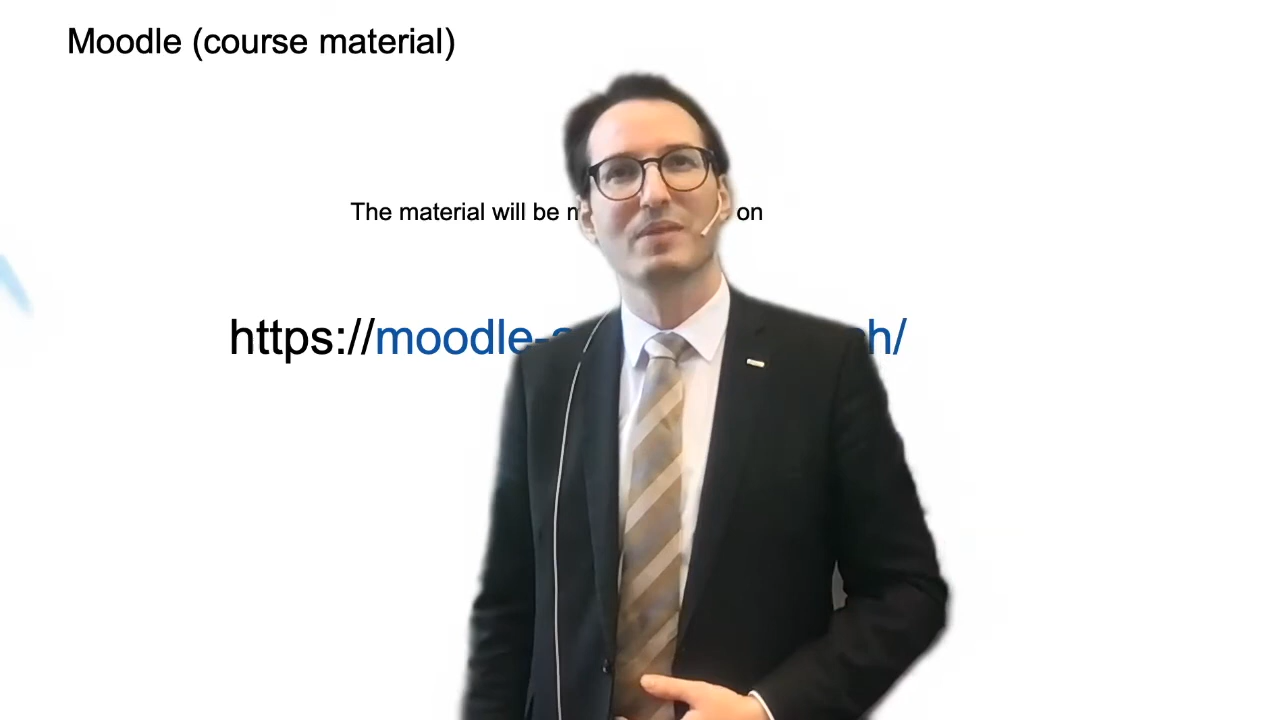 Moodle (course material)
The material will be on
https://moodle- h/